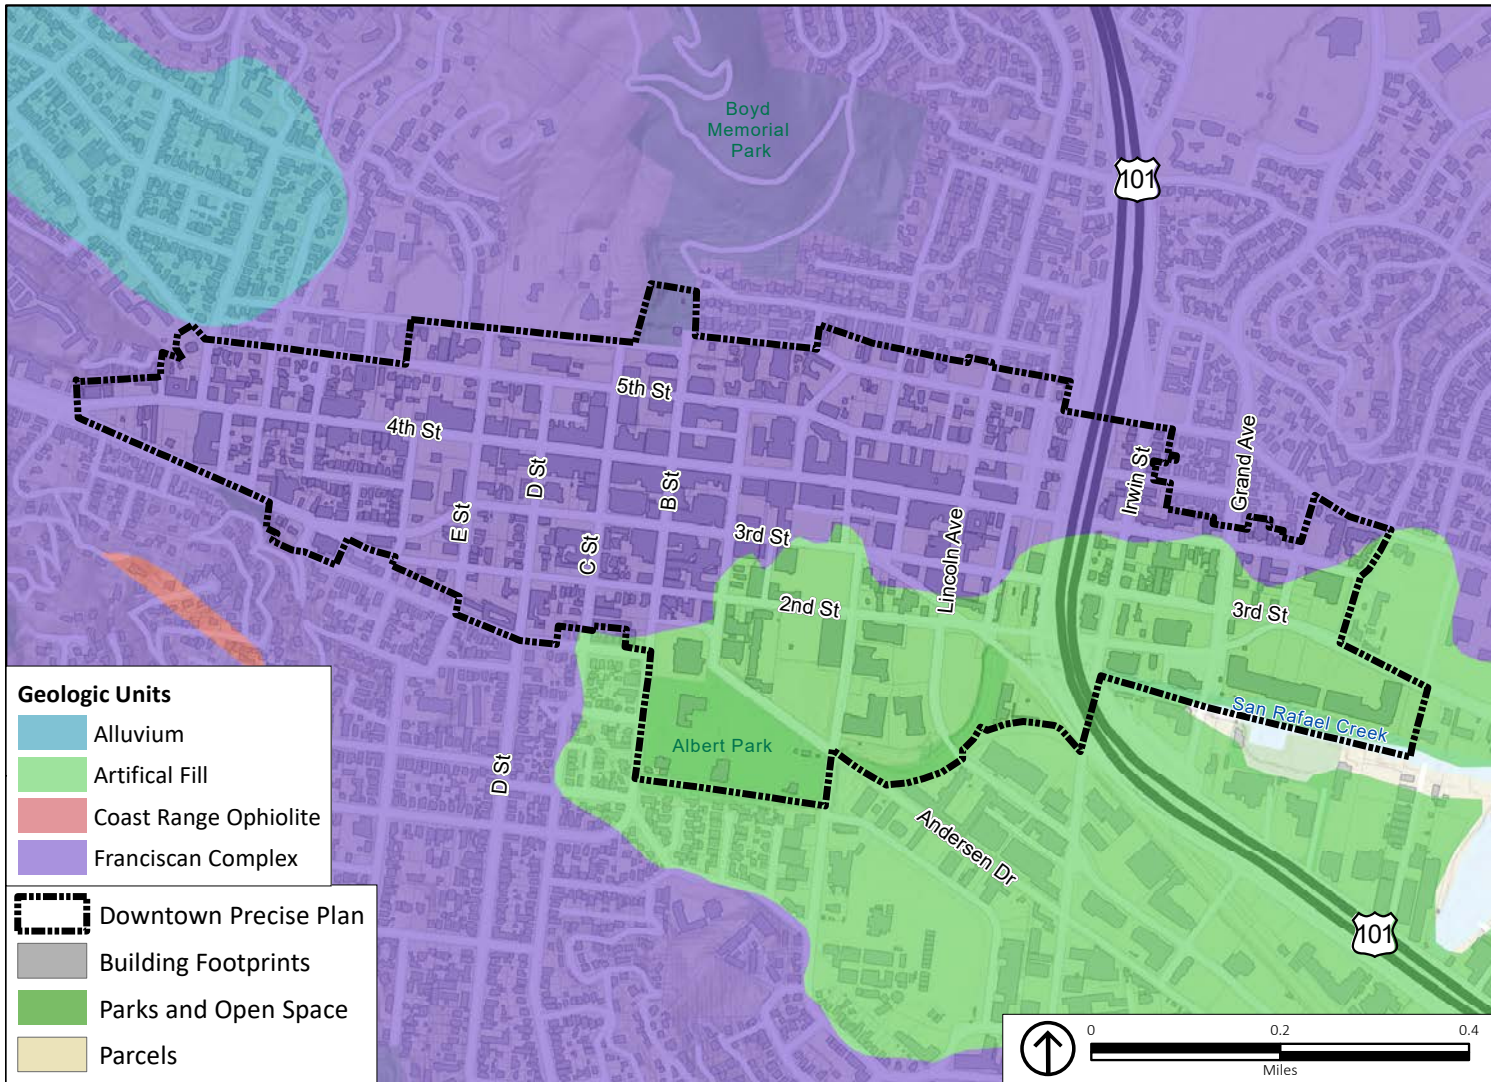 Boyd
Memorial
Park
101
5th St
4th St
Grand Ave
Irwin St
D St
B St
E St
C St
3rd St
Lincoln Ave
2nd St
3rd St
San Rafael Creek
Albert Park
D St
Andersen Dr
101
Geologic Units
Alluvium
Artifical Fill
Coast Range Ophiolite
Franciscan Complex
Downtown Precise Plan
Building Footprints
Parks and Open Space
Parcels
0 0.2 0.4
Miles